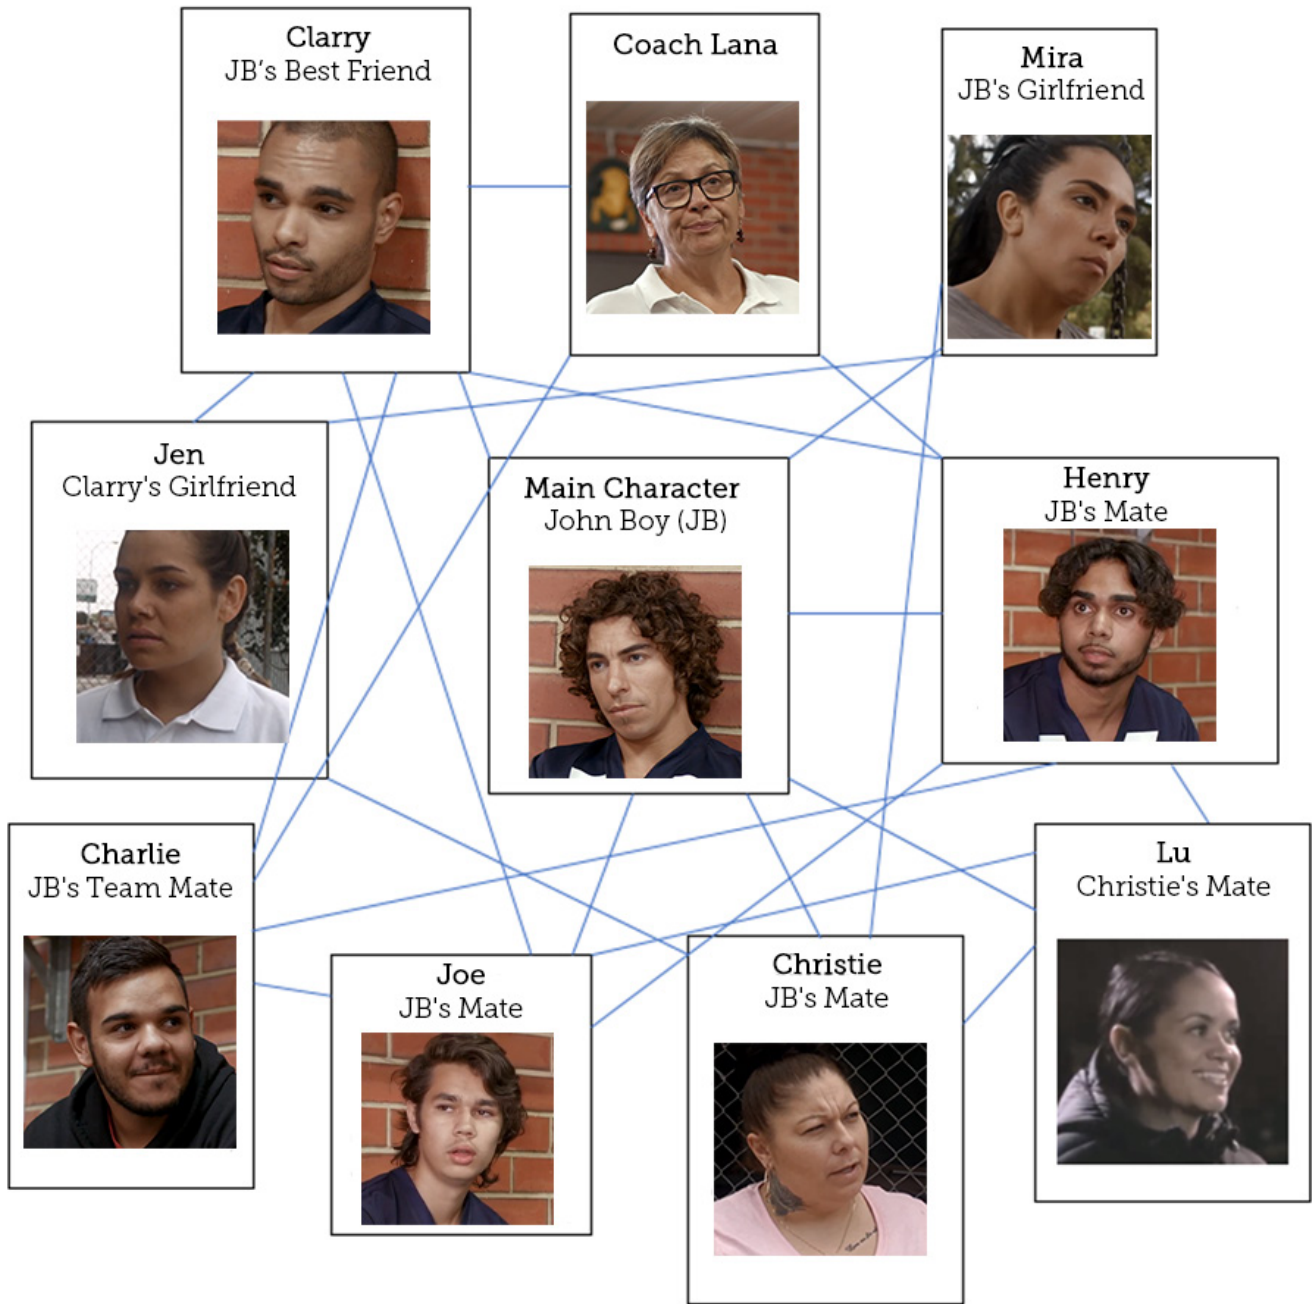 Clarry
JB's Best Friend
Coach Lana
Mira
JB's Girlfriend
Jen
Clarry's Girlfriend
Main Character
John Boy (JB)
Henry
JB's Mate
Charlie
JB's Team Mate
Joe
JB's Mate
Christie
JB's Mate
Lu
Christie's Mate